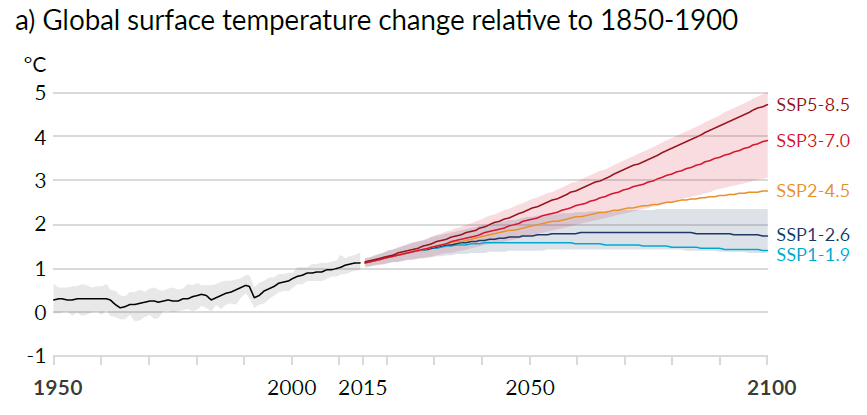 a) Global surface temperature change relative to 1850-1900
°C
5
4
3
2
1
0
-1
SSP5-8.5
SSP3-7.0
SSP2-4.5
SSP1-2.6
SSP1-1.9
1950 2000 2015 2050 2100